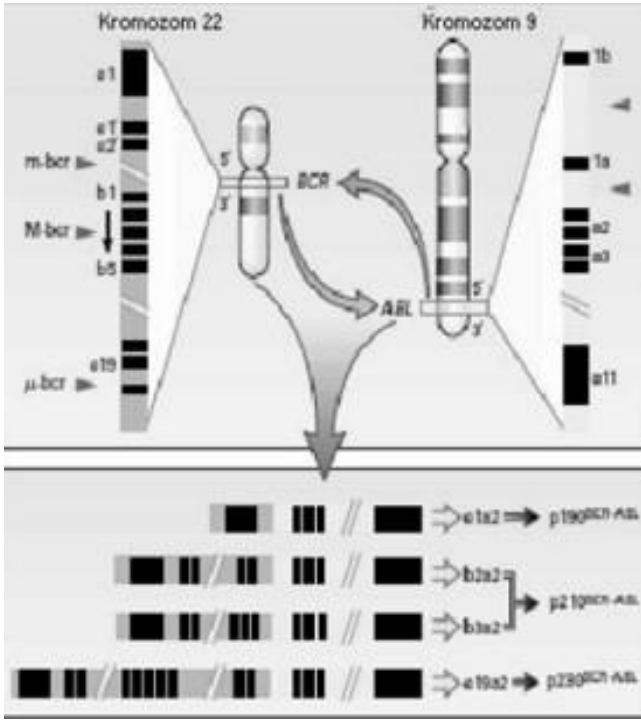 Kromozom 22
Kromozom 9
e1
e1'
e2'
m-bcr
b1
M-bcr
b5
e19
µ-bcr
5'
BCR
3'
ABL
5'
3'
1b
1a
a2
a3
a11
e1a2 p190BCR-ABL
b2a2
p210BCR-ABL
b3a2
e19a2 p230BCR-ABL